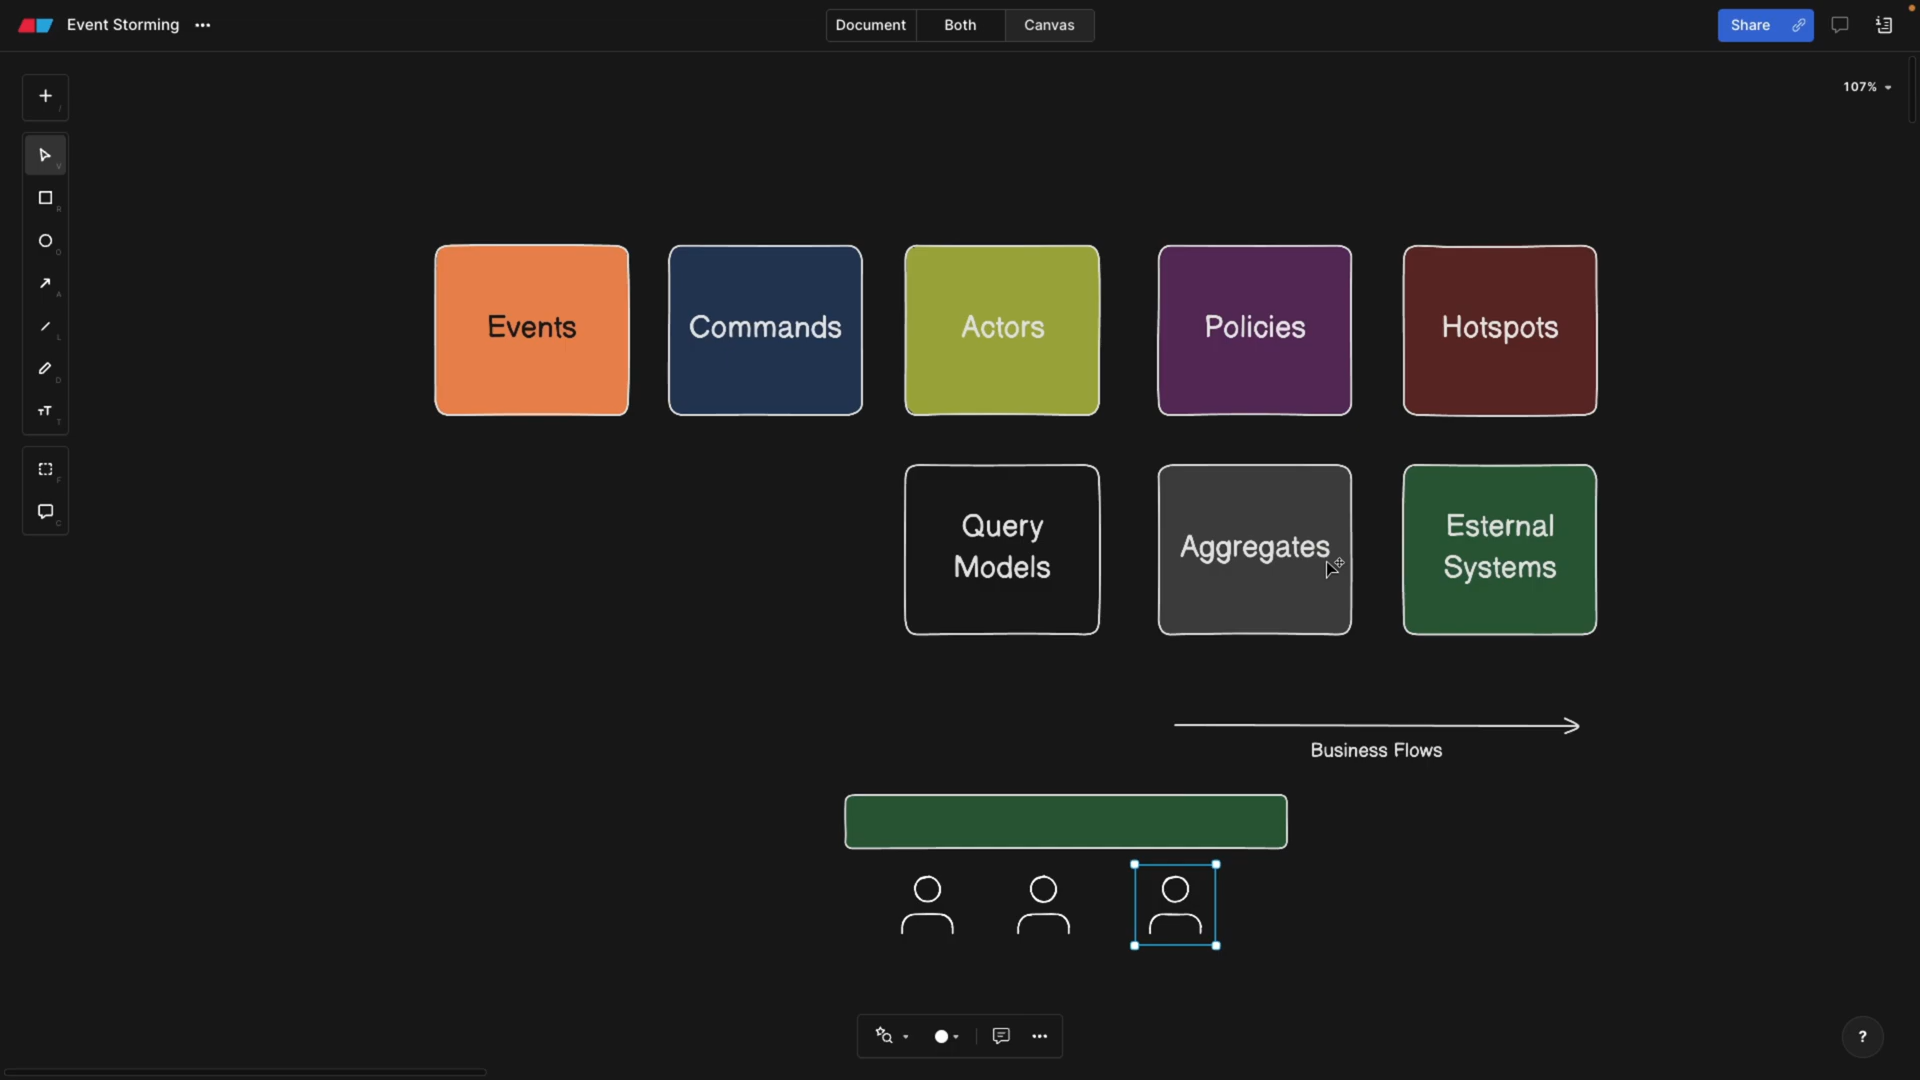 Event Storming
Document
Both
Canvas
Share
107%
/
V
R
O
A
L
D
T
F
C
Events
Commands
Actors
Policies
Hotspots
Query
Models
Aggregates
Esternal
Systems
Business Flows
?